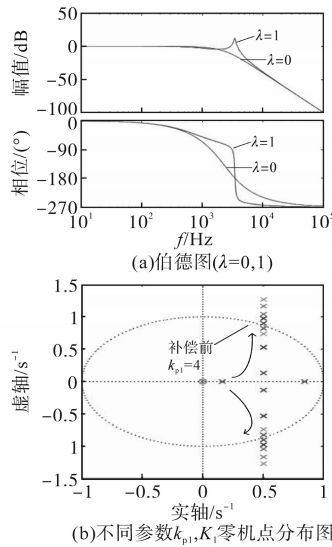 0
-50
-100
幅值/dB
λ=1
λ=0
0
-90
-180
-270
相位/(°)
λ=1
λ=0
10¹ 10² 10³ 10⁴ 10⁵
f/Hz
(a)伯德图(λ=0,1)
1.5
1
0.5
0
0.5
1
-1.5
虚轴/s⁻¹
补偿前
kp1=4
-1 -0.5 0 0.5 1
实轴/s⁻¹
(b)不同参数kp1,K1零机点分布图